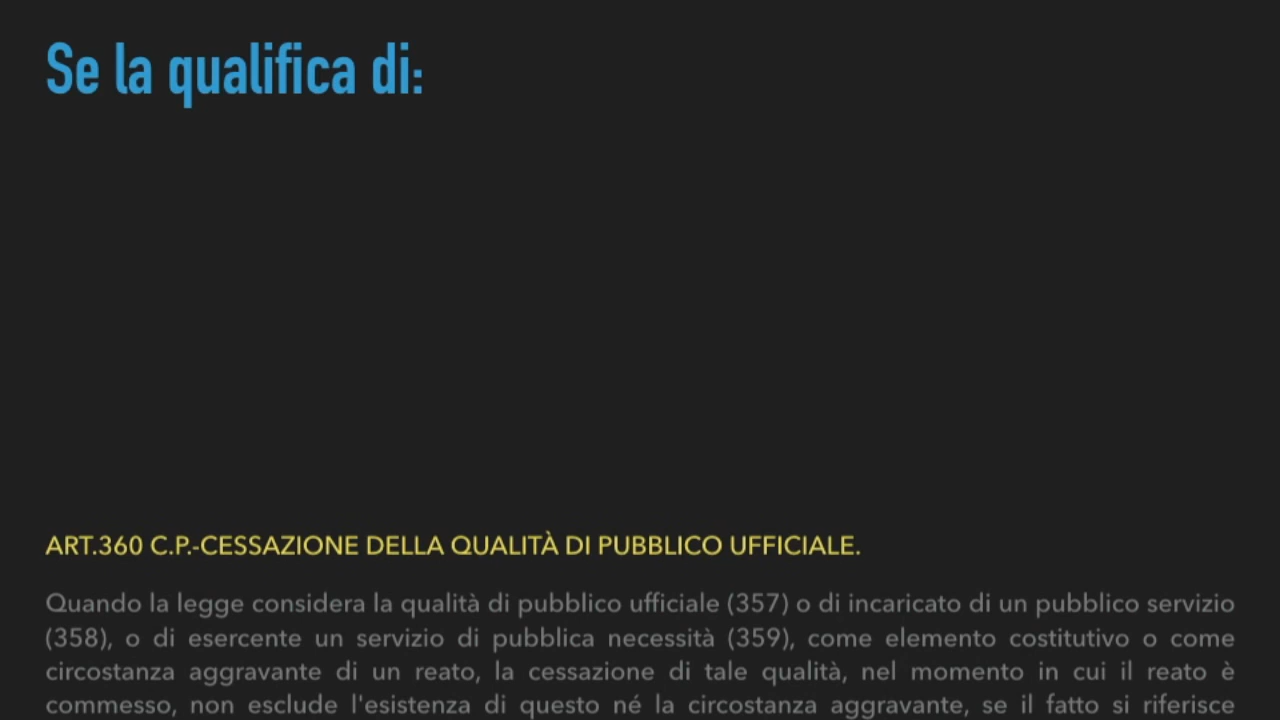 Se la qualifica di:
ART.360 C.P.-CESSAZIONE DELLA QUALITÀ DI PUBBLICO UFFICIALE.
Quando la legge considera la qualità di pubblico ufficiale (357) o di incaricato di un pubblico servizio
(358), o di esercente un servizio di pubblica necessità (359), come elemento costitutivo o come
circostanza aggravante di un reato, la cessazione di tale qualità, nel momento in cui il reato è
commesso, non esclude l'esistenza di questo né la circostanza aggravante, se il fatto si riferisce